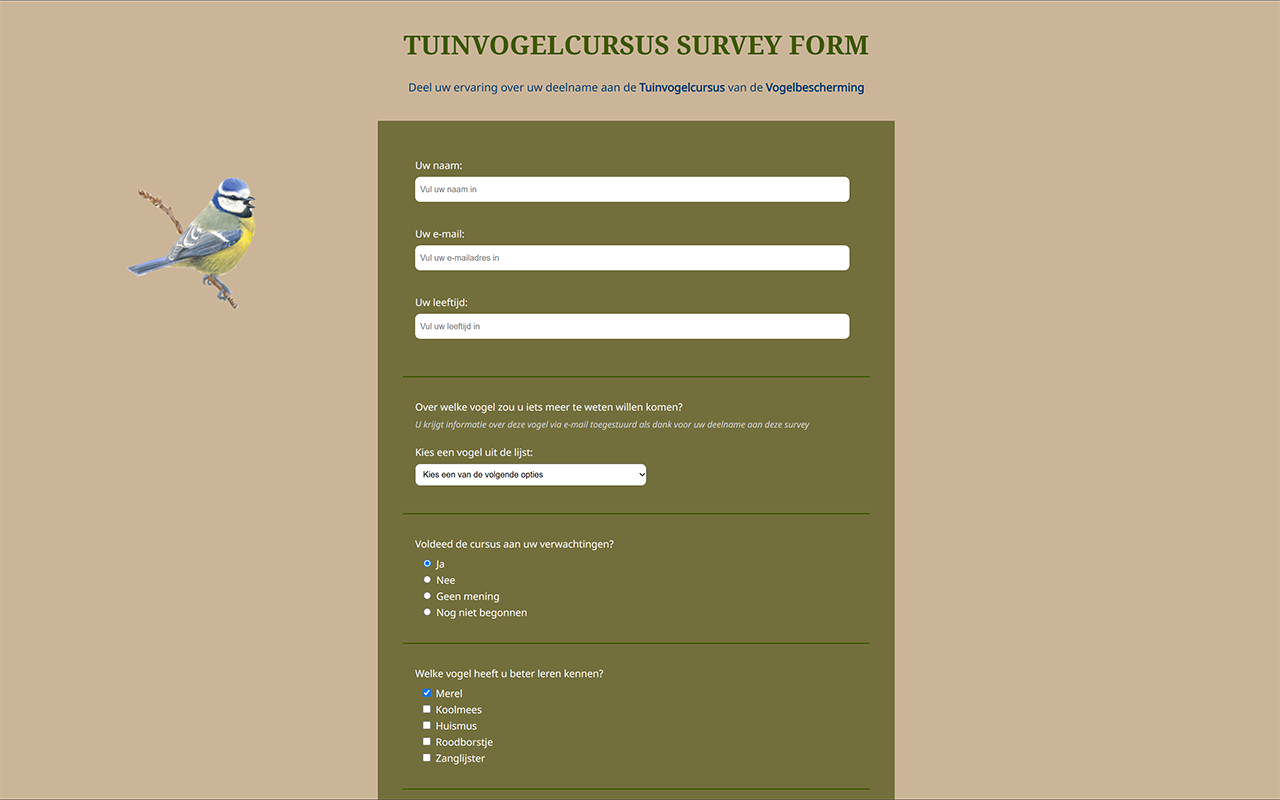 TUINVOGELCURSUS SURVEY FORM
Deel uw ervaring over uw deelname aan de Tuinvogelcursus van de Vogelbescherming
Uw naam:
Vul uw naam in
Uw e-mail:
Vul uw e-mailadres in
Uw leeftijd:
Vul uw leeftijd in
Over welke vogel zou u iets meer te weten willen komen?
U krijgt informatie over deze vogel via e-mail toegestuurd als dank voor uw deelname aan deze survey
Kies een vogel uit de lijst:
Kies een van de volgende opties
Voldeed de cursus aan uw verwachtingen?
Ja
Nee
Geen mening
Nog niet begonnen
Welke vogel heeft u beter leren kennen?
Merel
Koolmees
Huismus
Roodborstje
Zanglijster